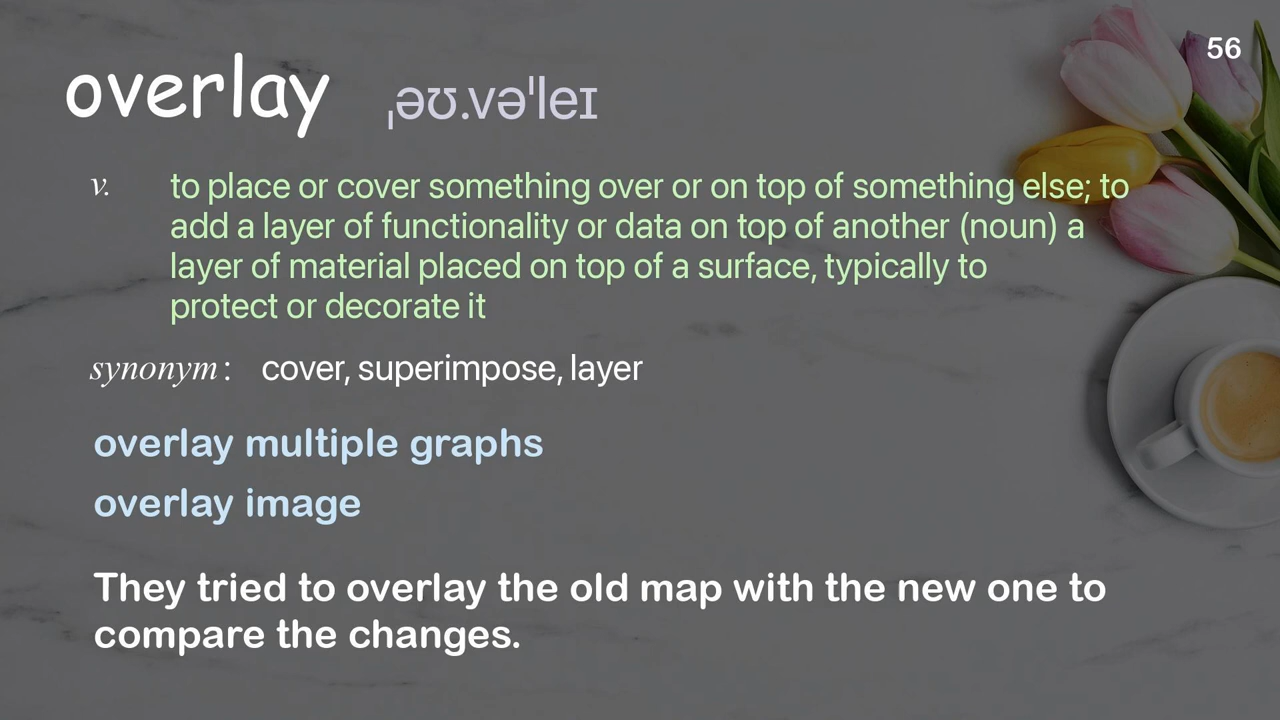 56
overlay ˌəʊ.vəˈleɪ
v. to place or cover something over or on top of something else; to
add a layer of functionality or data on top of another (noun) a
layer of material placed on top of a surface, typically to
protect or decorate it
synonym: cover, superimpose, layer
overlay multiple graphs
overlay image
They tried to overlay the old map with the new one to
compare the changes.